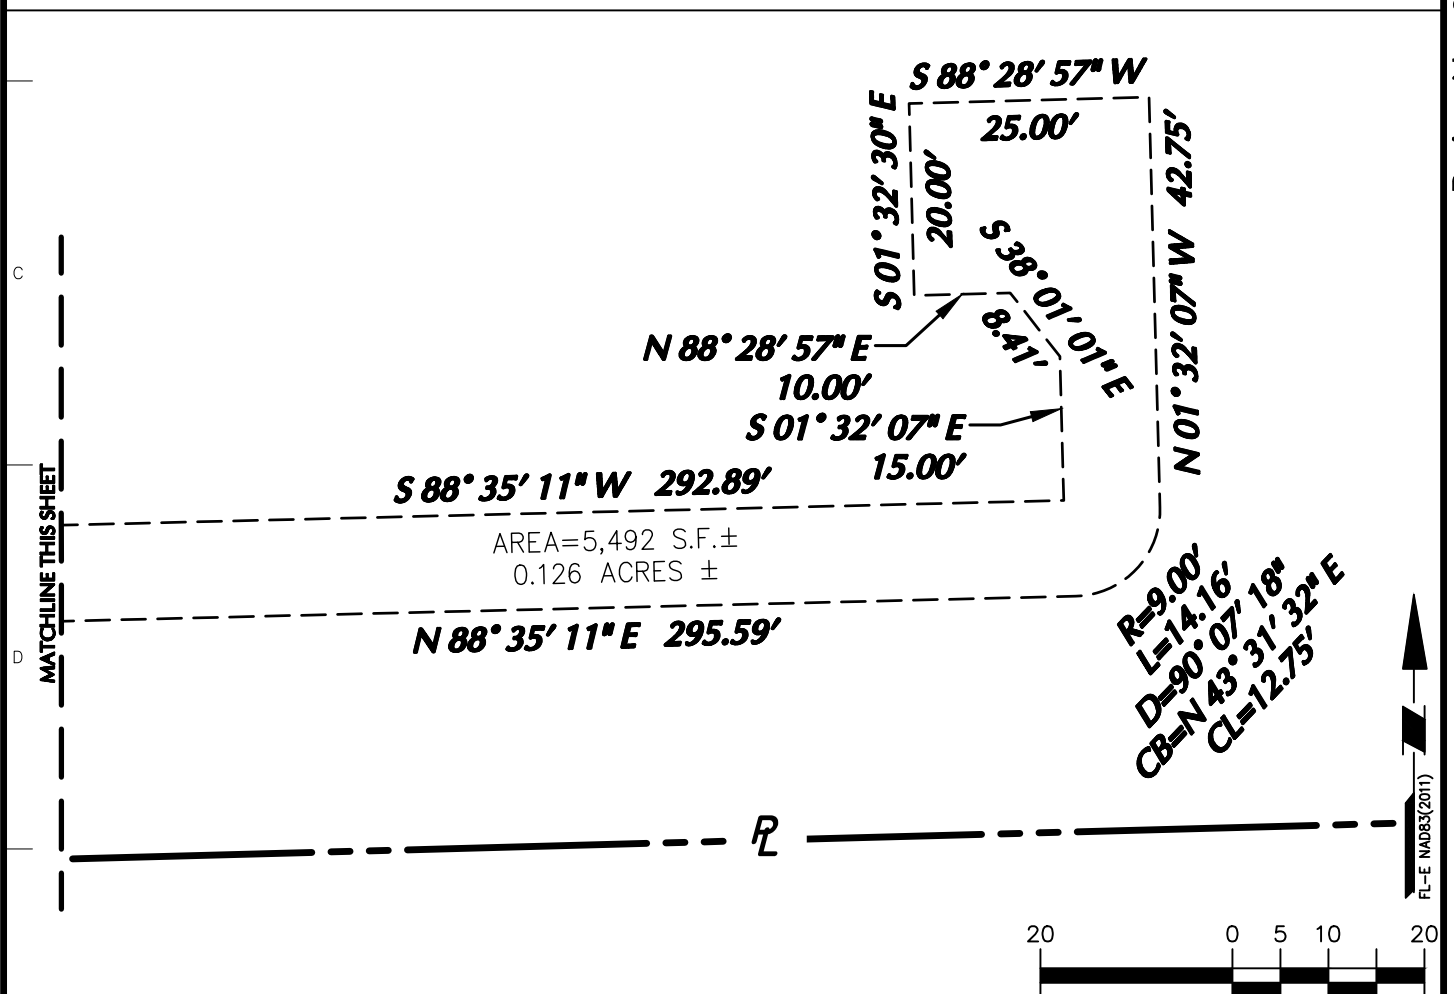 S 88° 28' 57" W
25.00'
S 01° 32' 30" E
20.00'
N 01° 32' 07" W 42.75'
S 38° 01' 01" E
8.41'
C
N 88° 28' 57" E
10.00'
S 01° 32' 07" E
15.00'
S 88° 35' 11" W 292.89'
AREA=5,492 S.F.±
0.126 ACRES ±
MATCHLINE THIS SHEET
N 88° 35' 11" E 295.59'
D
R=9.00'
L=14.16'
D=90° 07' 18"
CB=N 43° 31' 32" E
CL=12.75'
PL
FL-E NAD83(2011)
20 0 5 10 20